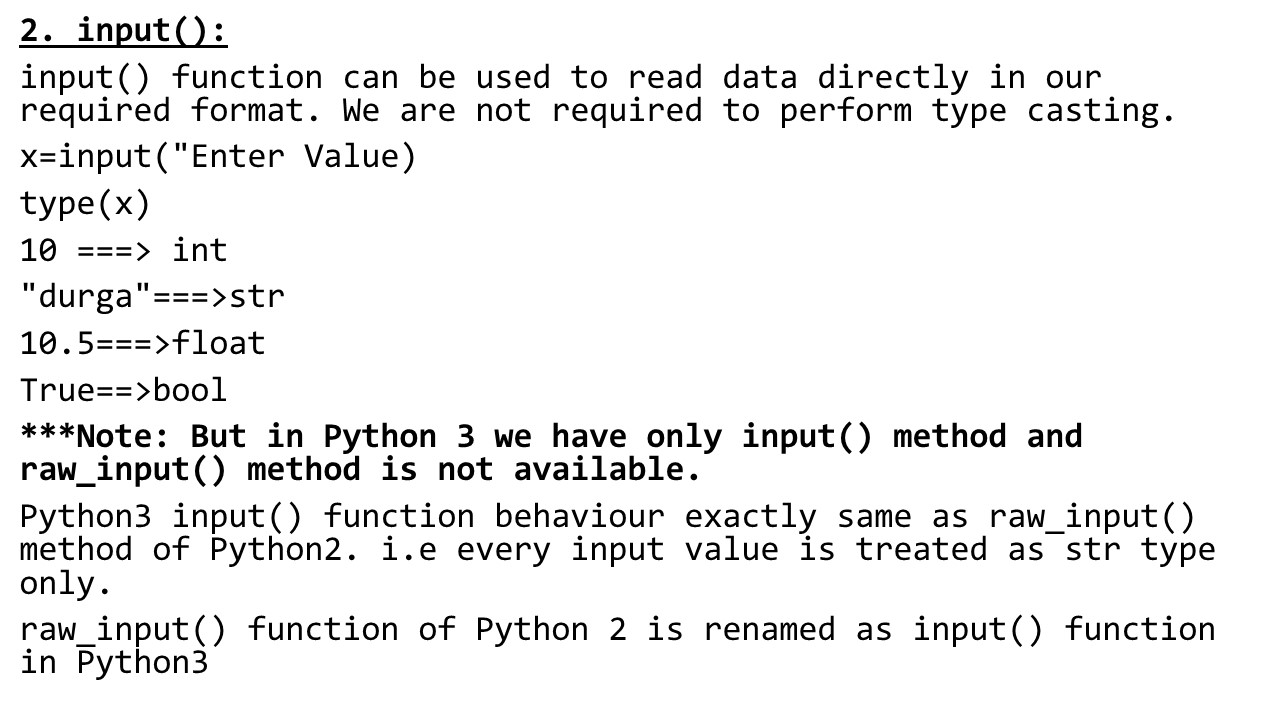 2. input():
input() function can be used to read data directly in our
required format. We are not required to perform type casting.
x=input("Enter Value)
type(x)
10 ===> int
"durga"===>str
10.5===>float
True==>bool
***Note: But in Python 3 we have only input() method and
raw_input() method is not available.
Python3 input() function behaviour exactly same as raw_input()
method of Python2. i.e every input value is treated as str type
only.
raw_input() function of Python 2 is renamed as input() function
in Python3